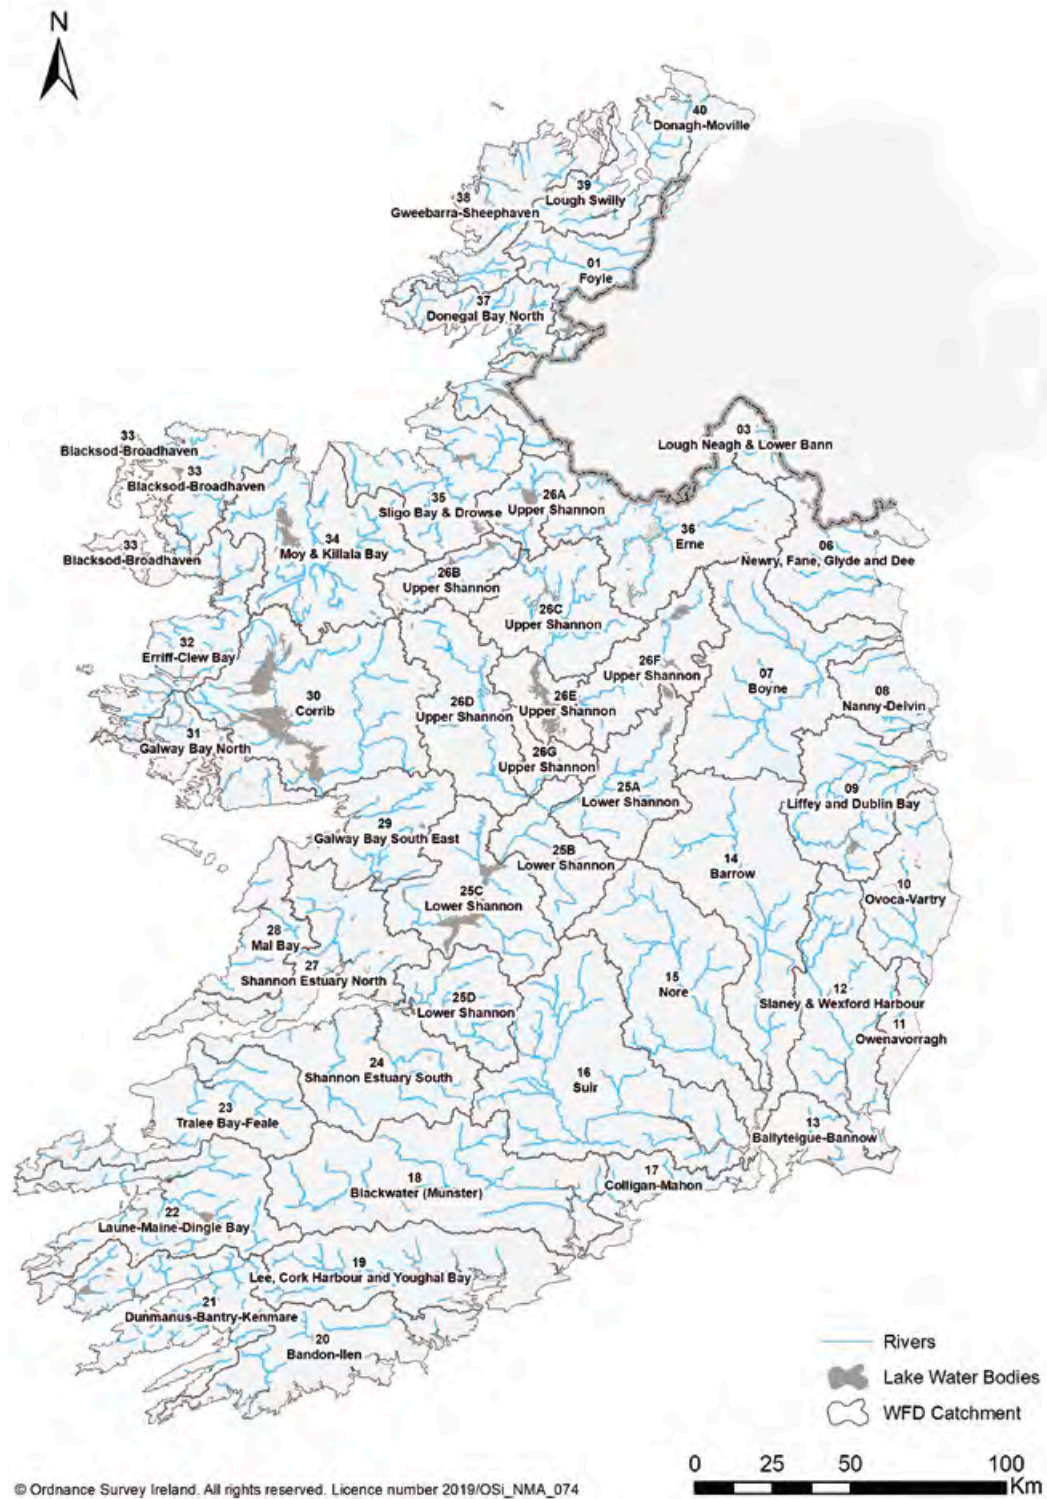 N
40
Donagh-Moville
39
Lough Swilly
38
Gweebarra-Sheephaven
01
Foyle
37
Donegal Bay North
03
Lough Neagh & Lower Bann
33
Blacksod-Broadhaven
33
Blacksod-Broadhaven
35
Sligo Bay & Drowse
26A
Upper Shannon
36
Erne
34
Moy & Killala Bay
33
Blacksod-Broadhaven
06
Newry, Fane, Glyde and Dee
26B
Upper Shannon
26C
Upper Shannon
32
Erriff-Clew Bay
26F
Upper Shannon
07
Boyne
08
Nanny-Delvin
30
Corrib
26D
Upper Shannon
26E
Upper Shannon
31
Galway Bay North
26G
Upper Shannon
25A
Lower Shannon
09
Liffey and Dublin Bay
29
Galway Bay South East
25B
Lower Shannon
14
Barrow
25C
Lower Shannon
10
Ovoca-Vartry
28
Mal Bay
27
Shannon Estuary North
15
Nore
12
Slaney & Wexford Harbour
25D
Lower Shannon
11
Owenavorragh
24
Shannon Estuary South
16
Suir
23
Tralee Bay-Feale
13
Ballyteigue-Bannow
17
Colligan-Mahon
18
Blackwater (Munster)
22
Laune-Maine-Dingle Bay
19
Lee, Cork Harbour and Youghal Bay
21
Dunmanus-Bantry-Kenmare
20
Bandon-Ilen
Rivers
Lake Water Bodies
WFD Catchment
0 25 50 100
Km
© Ordnance Survey Ireland. All rights reserved. Licence number 2019/OSi_NMA_074